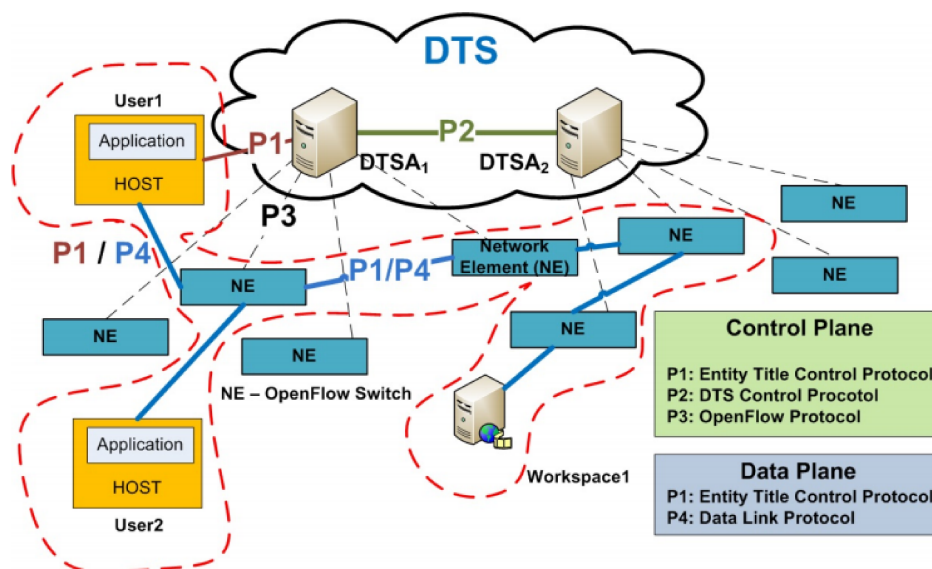 DTS
User1
Application
HOST
P1
P2
DTSA1
DTSA2
P3
NE
P1 / P4
P1/P4
Network
Element (NE)
NE
NE
NE
NE
NE
NE
NE
NE – OpenFlow Switch
Application
HOST
User2
Workspace1
Control Plane
P1: Entity Title Control Protocol
P2: DTS Control Procotol
P3: OpenFlow Protocol
Data Plane
P1: Entity Title Control Protocol
P4: Data Link Protocol